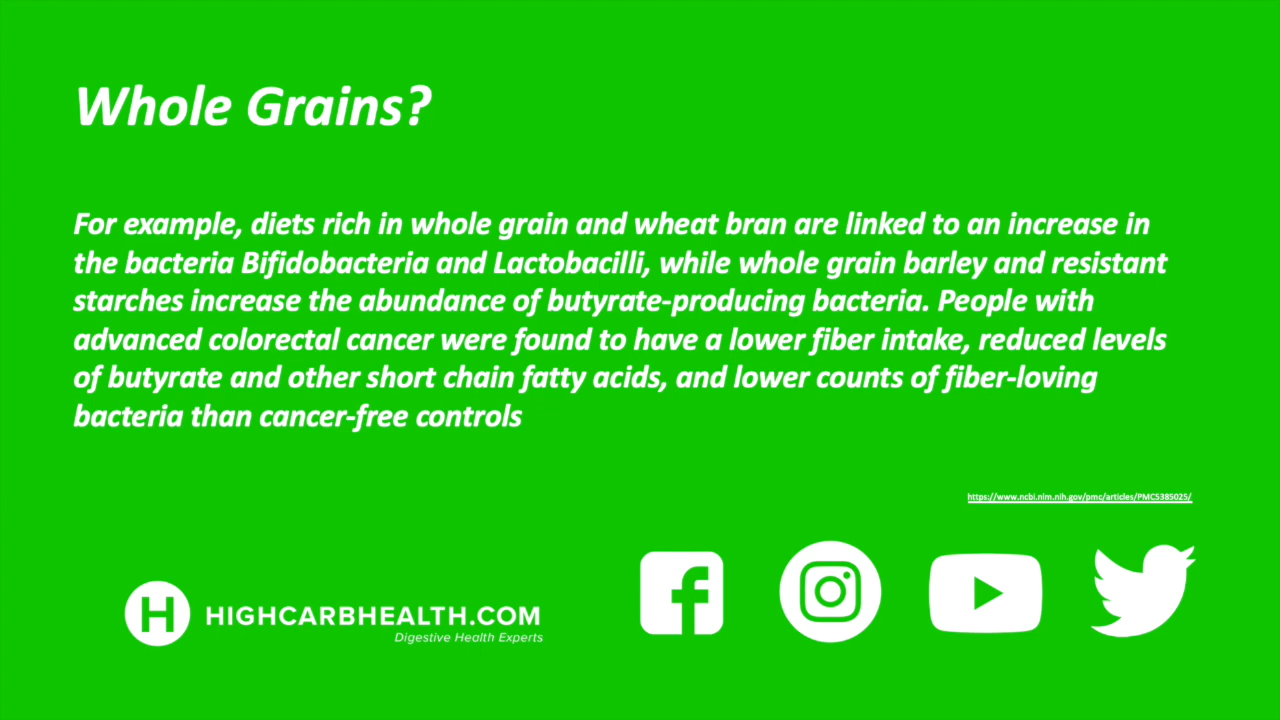 Whole Grains?
For example, diets rich in whole grain and wheat bran are linked to an increase in
the bacteria Bifidobacteria and Lactobacilli, while whole grain barley and resistant
starches increase the abundance of butyrate-producing bacteria. People with
advanced colorectal cancer were found to have a lower fiber intake, reduced levels
of butyrate and other short chain fatty acids, and lower counts of fiber-loving
bacteria than cancer-free controls
https://www.ncbi.nlm.nih.gov/pmc/articles/PMC5385025/
H HIGHCARBHEALTH.COM
Digestive Health Experts